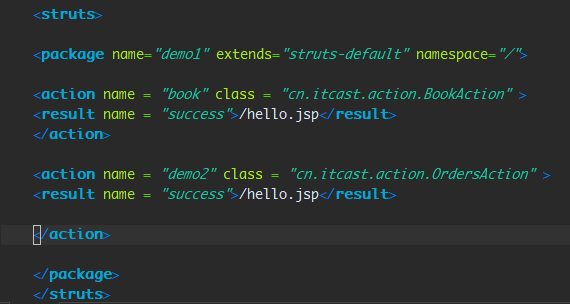 <struts>
<package name="demo1" extends="struts-default" namespace="/">
<action name = "book" class = "cn.itcast.action.BookAction" >
<result name = "success">/hello.jsp</result>
</action>
<action name = "demo2" class = "cn.itcast.action.OrdersAction" >
<result name = "success">/hello.jsp</result>
</action>
</package>
</struts>